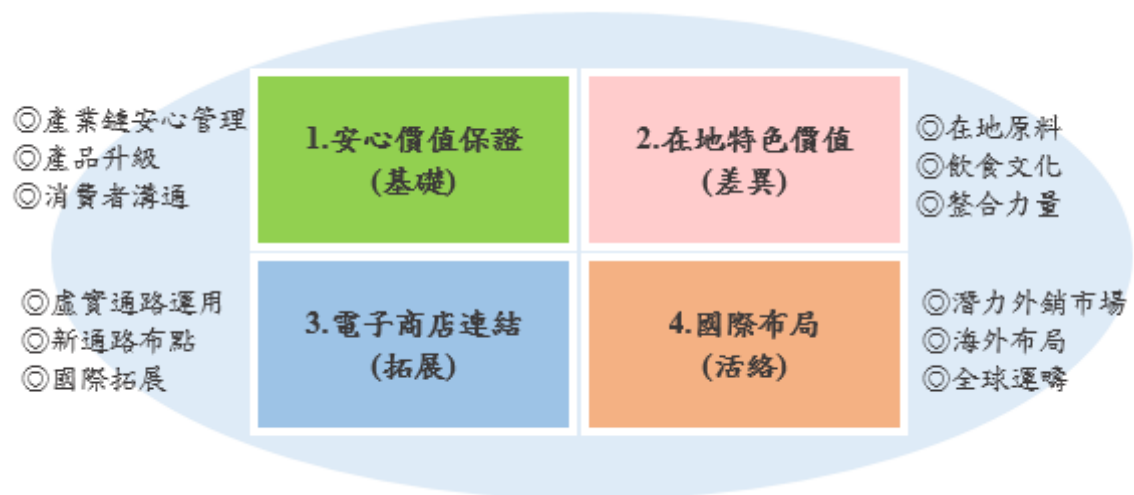 ◎產業鏈安心管理
◎產品升級
◎消費者溝通
1.安心價值保證
(基礎)
2.在地特色價值
(差異)
◎在地原料
◎飲食文化
◎整合力量
◎虛實通路運用
◎新通路布點
◎國際拓展
3.電子商店連結
(拓展)
4.國際布局
(活絡)
◎潛力外銷市場
◎海外布局
◎全球運疇